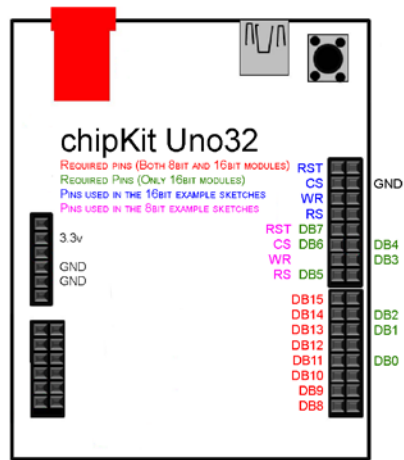 chipKit Uno32
REQUIRED PINS (BOTH 8BIT AND 16BIT MODULES)
REQUIRED PINS (ONLY 16BIT MODULES)
PINS USED IN THE 16BIT EXAMPLE SKETCHES
PINS USED IN THE 8BIT EXAMPLE SKETCHES
RST
CS GND
WR
RS
RST DB7
CS DB6 DB4
WR DB3
RS DB5
3.3v
GND
GND
DB15
DB14 DB2
DB13 DB1
DB12
DB11 DB0
DB10
DB9
DB8